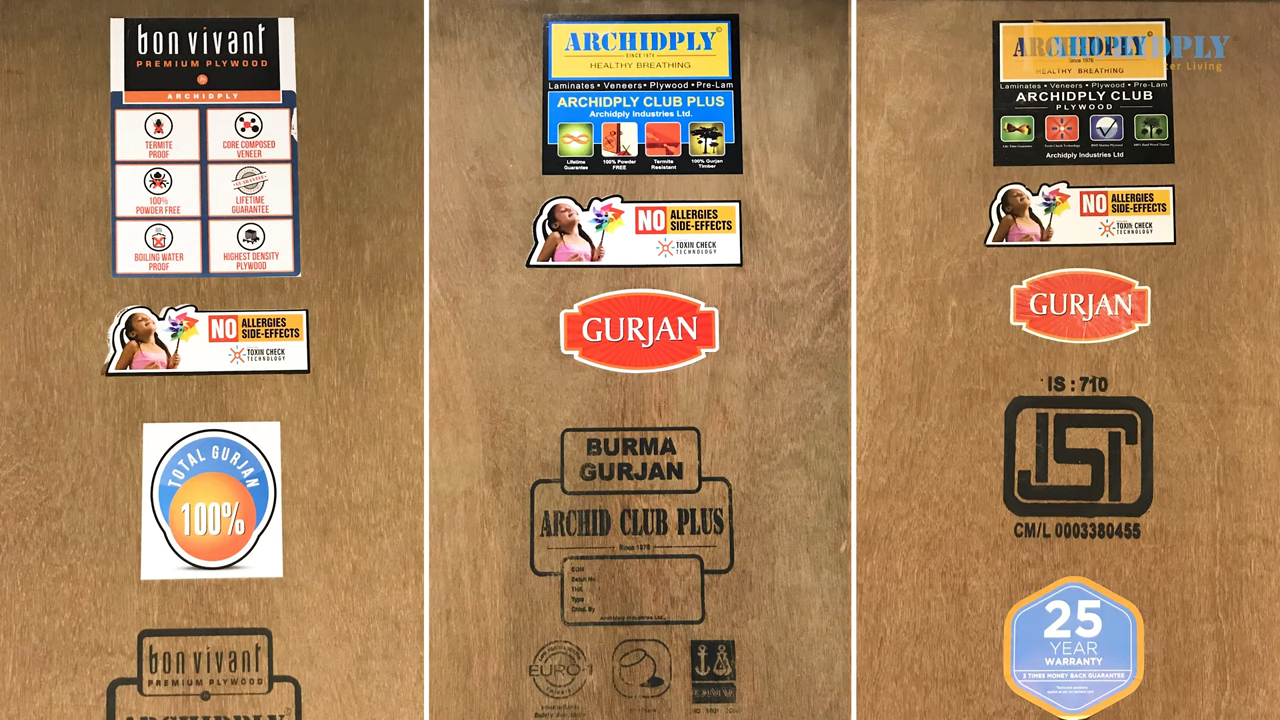 bon vivant
PREMIUM PLYWOOD
ARCHIDPLY
TERMITE
PROOF
CORE COMPOSED
VENEER
100%
POWDER FREE
GUARANTEE
LIFETIME
GUARANTEE
BOILING WATER
PROOF
HIGHEST DENSITY
PLYWOOD
NO ALLERGIES
SIDE-EFFECTS
TOXIN CHECK
TECHNOLOGY
TOTAL GURJAN
100%
bon vivant
PREMIUM PLYWOOD
ARCHIDPLY
ARCHIDPLY©
SINCE 1976
HEALTHY BREATHING
Laminates • Veneers • Plywood • Pre-Lam
ARCHIDPLY CLUB PLUS
Archidply Industries Ltd.
Lifetime
Guarantee
100% Powder
FREE
Termite
Resistant
100% Gurjan
Timber
NO ALLERGIES
SIDE-EFFECTS
TOXIN CHECK
TECHNOLOGY
GURJAN
BURMA
GURJAN
ARCHID CLUB PLUS
Since 1976
Batch No
Type
Chkd. By
Archidply Industries Ltd.
EURO-1
ARCHIDPLY
Since 1976
HEALTHY BREATHING
Laminates • Veneers • Plywood • Pre-Lam
ARCHIDPLY CLUB
PLYWOOD
Archidply Industries Ltd
NO ALLERGIES
SIDE-EFFECTS
TOXIN CHECK
TECHNOLOGY
GURJAN
IS : 710
ISI
CM/L 0003380455
25
YEAR
WARRANTY
3 TIMES MONEY BACK GUARANTEE